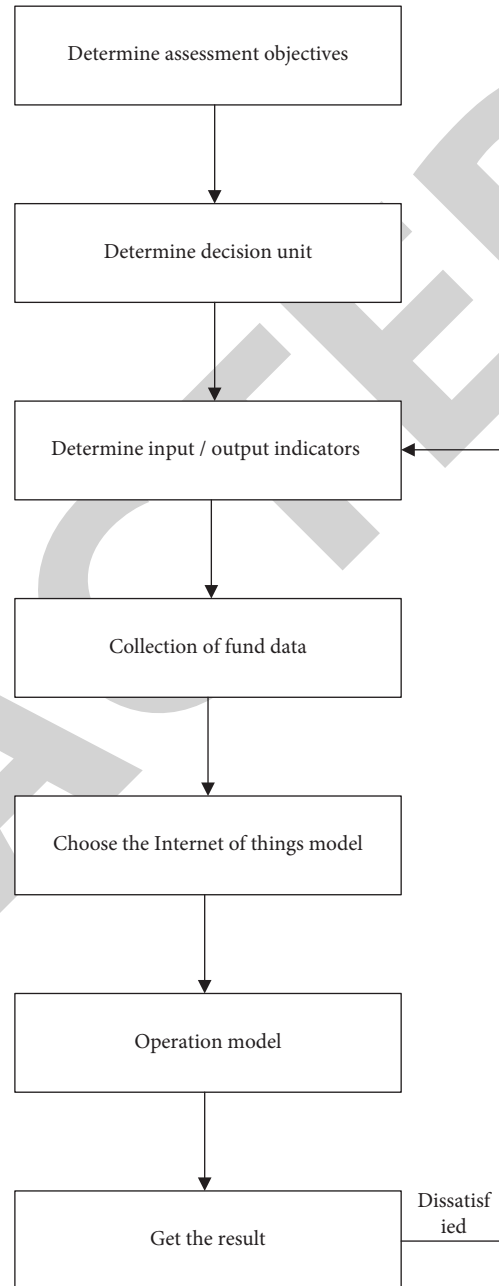 Determine assessment objectives
Determine decision unit
Determine input / output indicators
Collection of fund data
Choose the Internet of things model
Operation model
Get the result
Dissatisf
ied